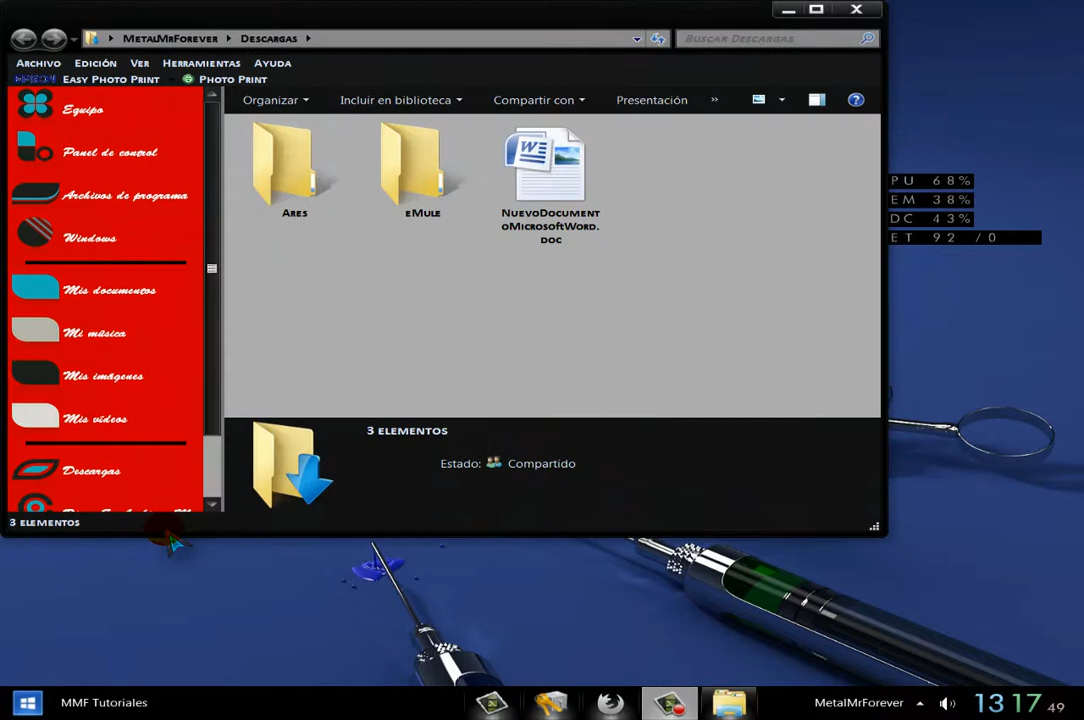 MetalMrForever ▸ Descargas ▸
Buscar Descargas
Archivo Edición Ver Herramientas Ayuda
EPSON Easy Photo Print Photo Print
Organizar Incluir en biblioteca Compartir con Presentación »
Equipo
Panel de control
Archivos de programa
Windows
Mis documentos
Mi música
Mis imágenes
Mis vídeos
Descargas
Ares
eMule
NuevoDocument
oMicrosoftWord.
doc
3 elementos
Estado: Compartido
3 elementos
PU 68%
EM 38%
DC 43%
ET 92 /0
MMF Tutoriales
MetalMrForever
13 17 49